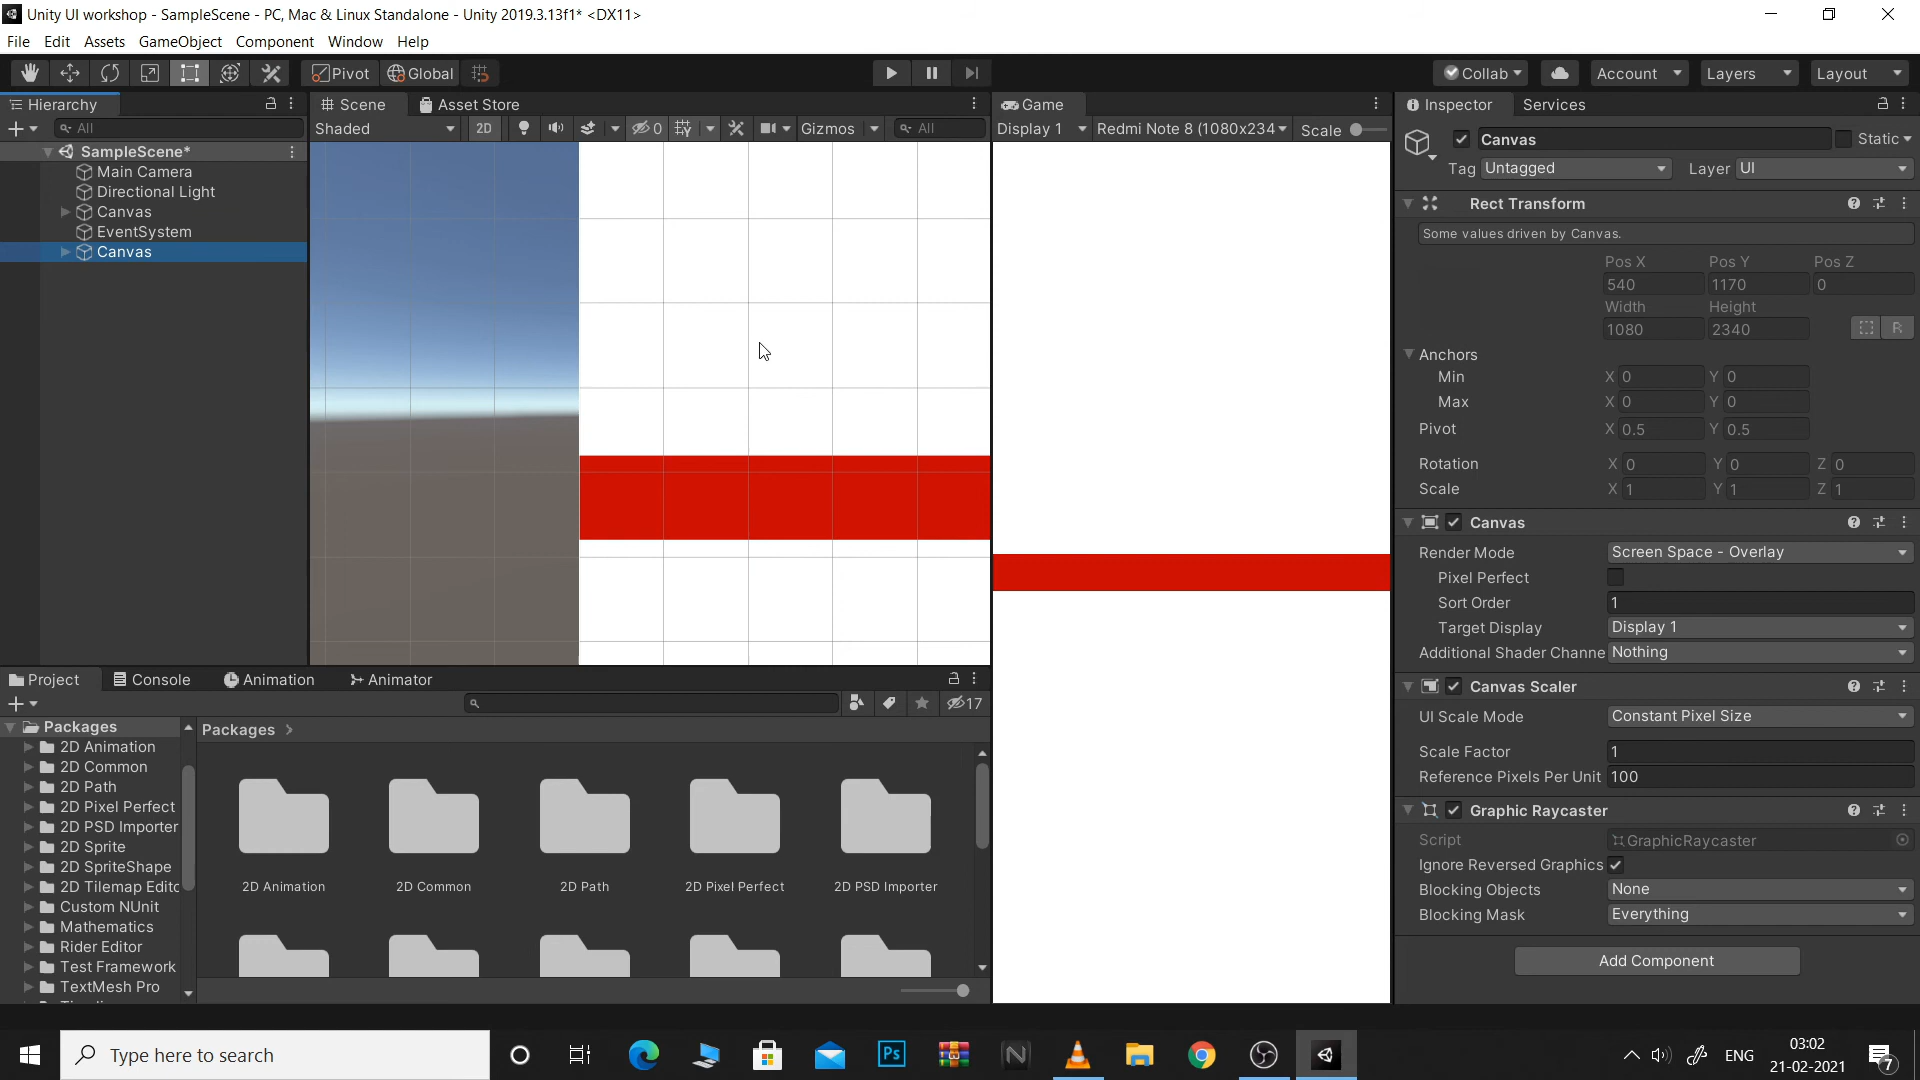 Unity UI workshop - SampleScene - PC, Mac & Linux Standalone - Unity 2019.3.13f1* <DX11>
File Edit Assets GameObject Component Window Help
Pivot Global Collab Account Layers Layout
Hierarchy
All
SampleScene*
Main Camera
Directional Light
Canvas
EventSystem
Canvas
Scene Asset Store
Shaded 2D 0 Gizmos All
Game
Display 1 Redmi Note 8 (1080x234 Scale
Inspector Services
Canvas Static
Tag Untagged Layer UI
Rect Transform
Some values driven by Canvas.
Pos X Pos Y Pos Z
540 1170 0
Width Height
1080 2340 R
Anchors
Min X 0 Y 0
Max X 0 Y 0
Pivot X 0.5 Y 0.5
Rotation X 0 Y 0 Z 0
Scale X 1 Y 1 Z 1
Canvas
Render Mode Screen Space - Overlay
Pixel Perfect
Sort Order 1
Target Display Display 1
Additional Shader Channe Nothing
Canvas Scaler
UI Scale Mode Constant Pixel Size
Scale Factor 1
Reference Pixels Per Unit 100
Graphic Raycaster
Script GraphicRaycaster
Ignore Reversed Graphics
Blocking Objects None
Blocking Mask Everything
Add Component
Project Console Animation Animator
17
Packages
2D Animation
2D Common
2D Path
2D Pixel Perfect
2D PSD Importer
2D Sprite
2D SpriteShape
2D Tilemap Edito
Custom NUnit
Mathematics
Rider Editor
Test Framework
TextMesh Pro
Packages
2D Animation 2D Common 2D Path 2D Pixel Perfect 2D PSD Importer
Type here to search
Ps
N
ENG
03:02
21-02-2021
7